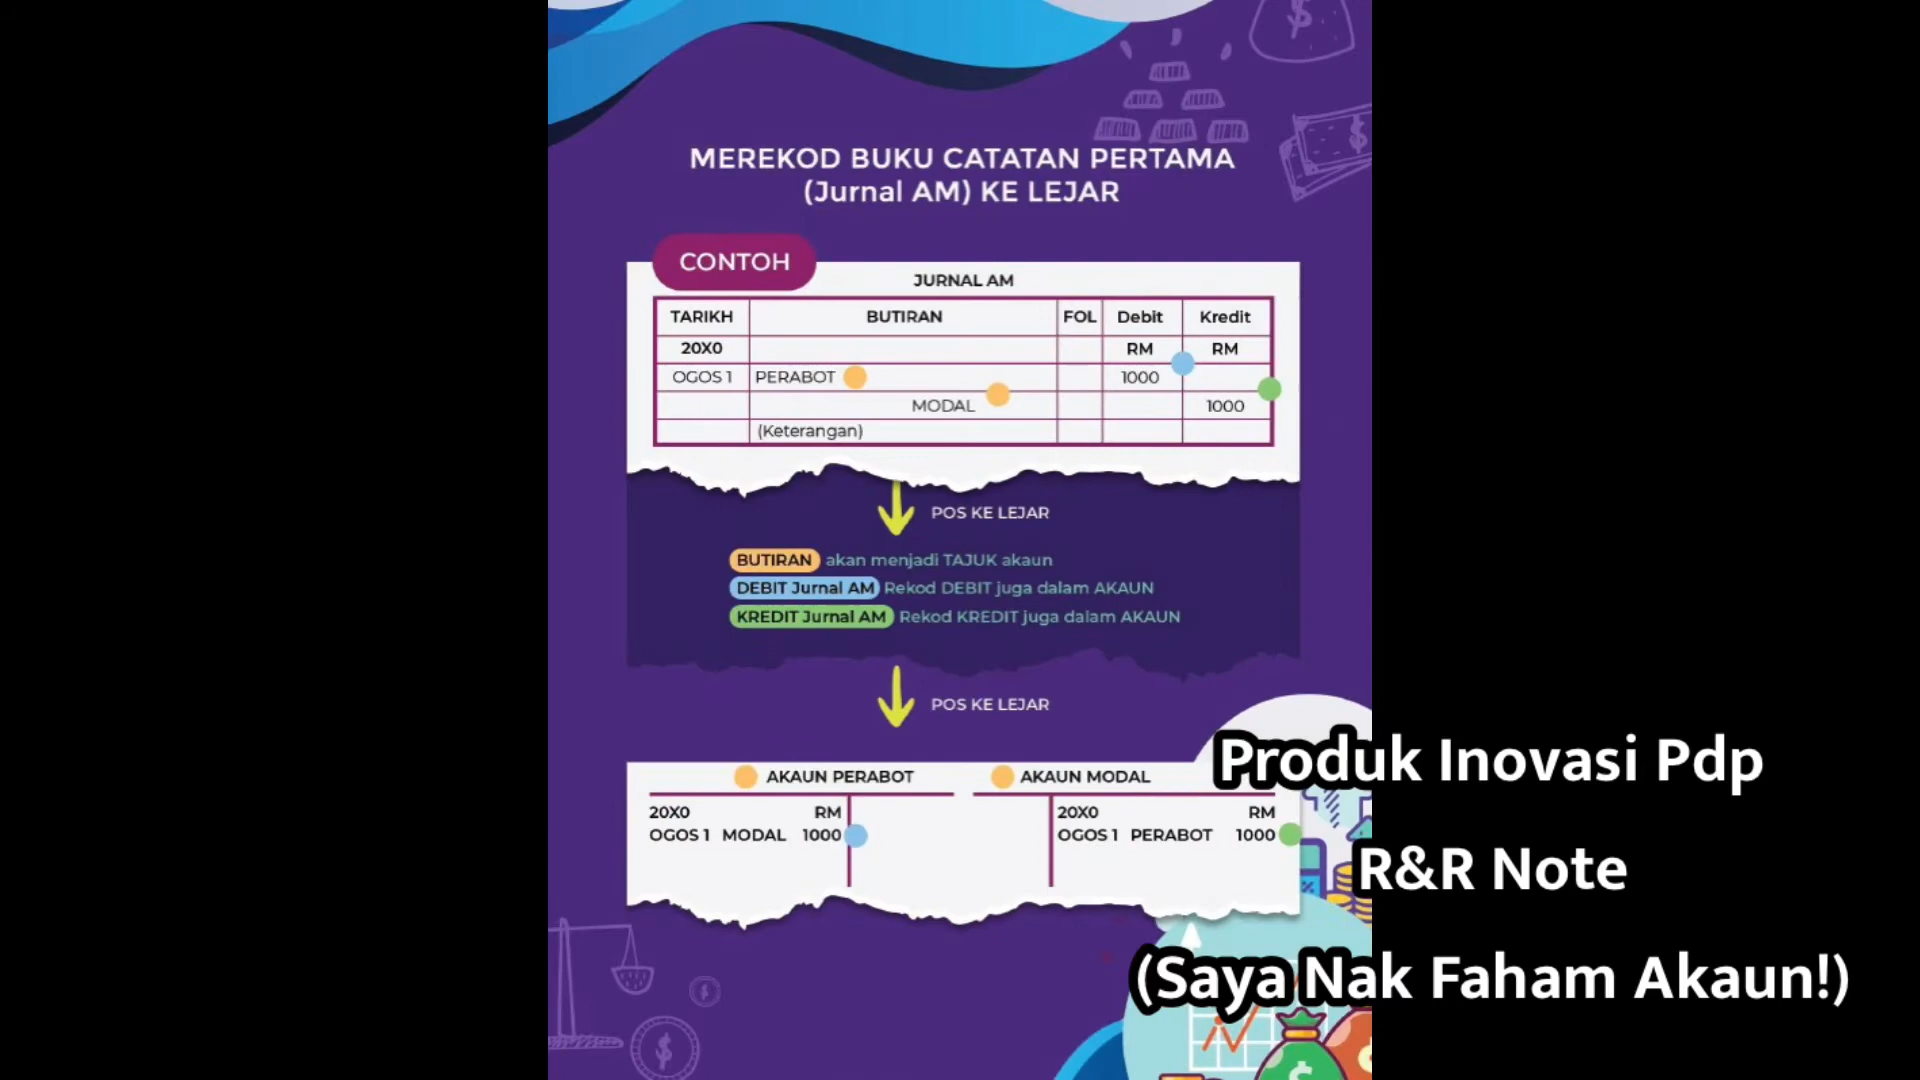 MEREKOD BUKU CATATAN PERTAMA
(Jurnal AM) KE LEJAR
CONTOH
JURNAL AM
TARIKH BUTIRAN FOL Debit Kredit
20X0 RM RM
OGOS 1 PERABOT 1000
MODAL 1000
(Keterangan)
POS KE LEJAR
BUTIRAN akan menjadi TAJUK akaun
DEBIT Jurnal AM Rekod DEBIT juga dalam AKAUN
KREDIT Jurnal AM Rekod KREDIT juga dalam AKAUN
POS KE LEJAR
AKAUN PERABOT AKAUN MODAL
20X0 RM 20X0 RM
OGOS 1 MODAL 1000 OGOS 1 PERABOT 1000
Produk Inovasi Pdp
R&R Note
(Saya Nak Faham Akaun!)